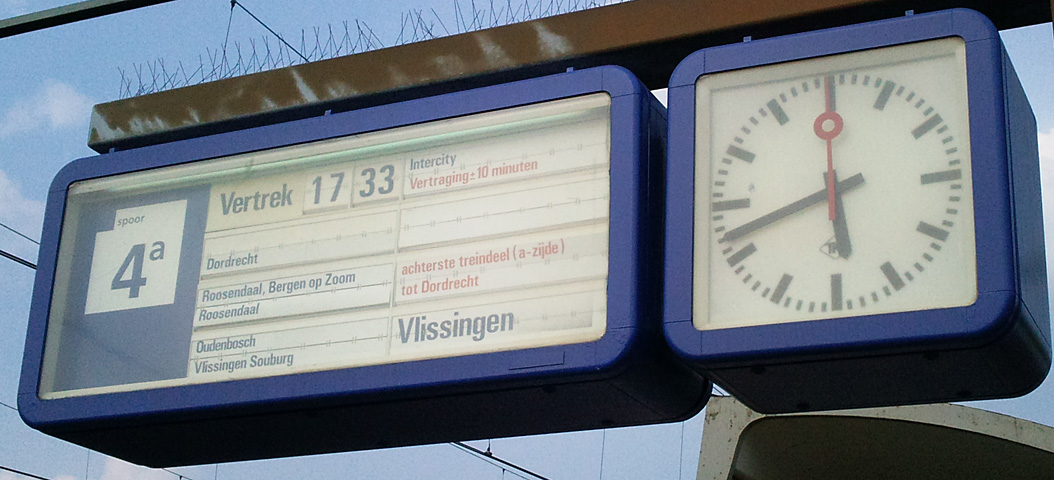 spoor
4a
Vertrek 17 33
Intercity
Vertraging ± 10 minuten
Dordrecht
Roosendaal, Bergen op Zoom
Roosendaal
Oudenbosch
Vlissingen Souburg
achterste treindeel (a-zijde)
tot Dordrecht
Vlissingen